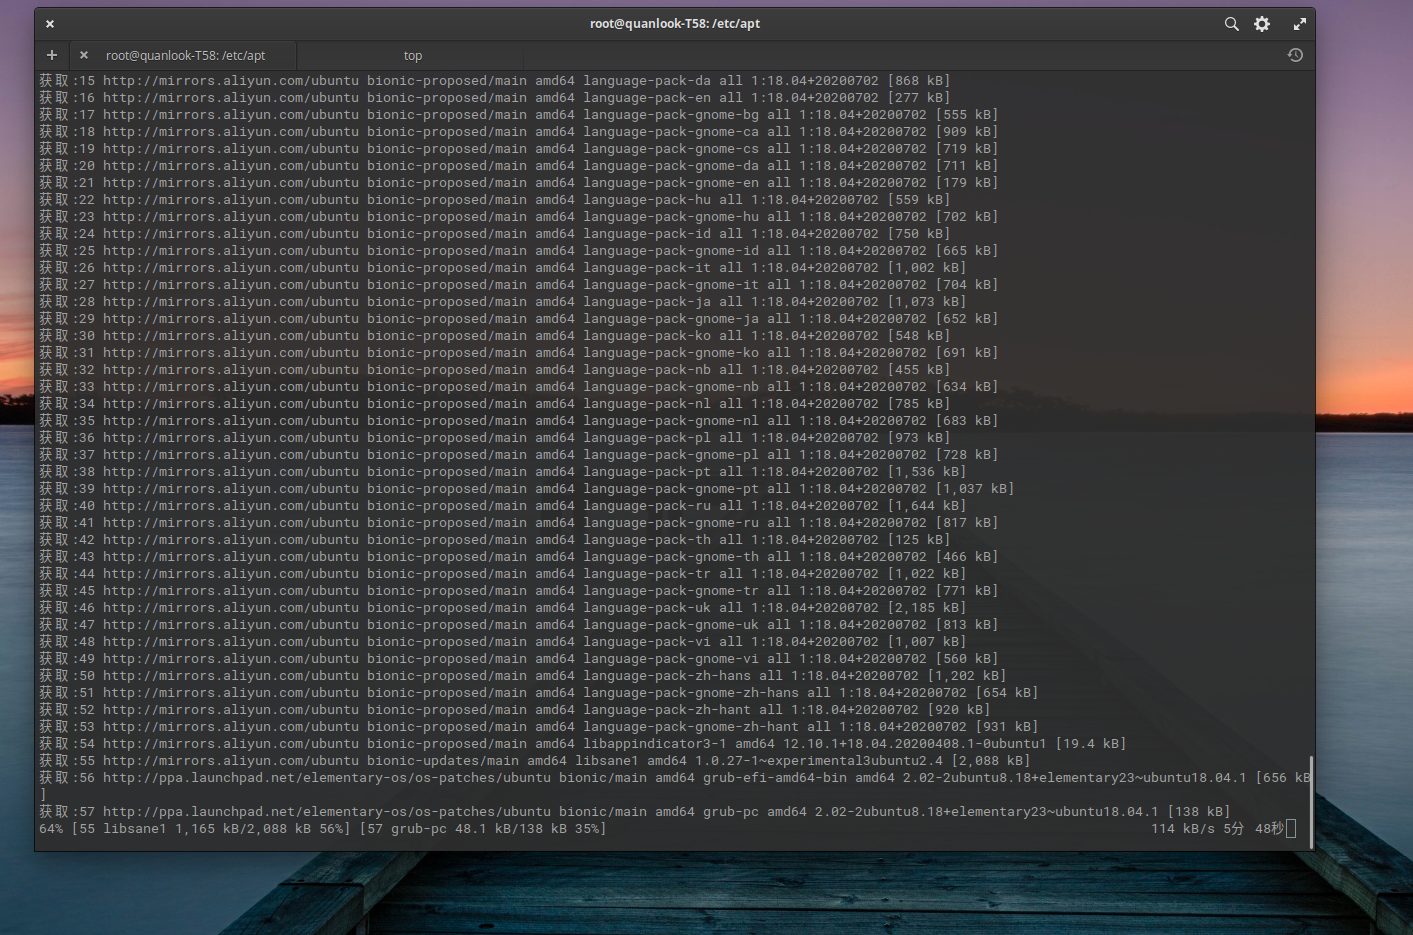 root@quanlook-T58: /etc/apt
root@quanlook-T58: /etc/apt
top
获取:15 http://mirrors.aliyun.com/ubuntu bionic-proposed/main amd64 language-pack-da all 1:18.04+20200702 [868 kB]
获取:16 http://mirrors.aliyun.com/ubuntu bionic-proposed/main amd64 language-pack-en all 1:18.04+20200702 [277 kB]
获取:17 http://mirrors.aliyun.com/ubuntu bionic-proposed/main amd64 language-pack-gnome-bg all 1:18.04+20200702 [555 kB]
获取:18 http://mirrors.aliyun.com/ubuntu bionic-proposed/main amd64 language-pack-gnome-ca all 1:18.04+20200702 [909 kB]
获取:19 http://mirrors.aliyun.com/ubuntu bionic-proposed/main amd64 language-pack-gnome-cs all 1:18.04+20200702 [719 kB]
获取:20 http://mirrors.aliyun.com/ubuntu bionic-proposed/main amd64 language-pack-gnome-da all 1:18.04+20200702 [711 kB]
获取:21 http://mirrors.aliyun.com/ubuntu bionic-proposed/main amd64 language-pack-gnome-en all 1:18.04+20200702 [179 kB]
获取:22 http://mirrors.aliyun.com/ubuntu bionic-proposed/main amd64 language-pack-hu all 1:18.04+20200702 [559 kB]
获取:23 http://mirrors.aliyun.com/ubuntu bionic-proposed/main amd64 language-pack-gnome-hu all 1:18.04+20200702 [702 kB]
获取:24 http://mirrors.aliyun.com/ubuntu bionic-proposed/main amd64 language-pack-id all 1:18.04+20200702 [750 kB]
获取:25 http://mirrors.aliyun.com/ubuntu bionic-proposed/main amd64 language-pack-gnome-id all 1:18.04+20200702 [665 kB]
获取:26 http://mirrors.aliyun.com/ubuntu bionic-proposed/main amd64 language-pack-it all 1:18.04+20200702 [1,002 kB]
获取:27 http://mirrors.aliyun.com/ubuntu bionic-proposed/main amd64 language-pack-gnome-it all 1:18.04+20200702 [704 kB]
获取:28 http://mirrors.aliyun.com/ubuntu bionic-proposed/main amd64 language-pack-ja all 1:18.04+20200702 [1,073 kB]
获取:29 http://mirrors.aliyun.com/ubuntu bionic-proposed/main amd64 language-pack-gnome-ja all 1:18.04+20200702 [652 kB]
获取:30 http://mirrors.aliyun.com/ubuntu bionic-proposed/main amd64 language-pack-ko all 1:18.04+20200702 [548 kB]
获取:31 http://mirrors.aliyun.com/ubuntu bionic-proposed/main amd64 language-pack-gnome-ko all 1:18.04+20200702 [691 kB]
获取:32 http://mirrors.aliyun.com/ubuntu bionic-proposed/main amd64 language-pack-nb all 1:18.04+20200702 [455 kB]
获取:33 http://mirrors.aliyun.com/ubuntu bionic-proposed/main amd64 language-pack-gnome-nb all 1:18.04+20200702 [634 kB]
获取:34 http://mirrors.aliyun.com/ubuntu bionic-proposed/main amd64 language-pack-nl all 1:18.04+20200702 [785 kB]
获取:35 http://mirrors.aliyun.com/ubuntu bionic-proposed/main amd64 language-pack-gnome-nl all 1:18.04+20200702 [683 kB]
获取:36 http://mirrors.aliyun.com/ubuntu bionic-proposed/main amd64 language-pack-pl all 1:18.04+20200702 [973 kB]
获取:37 http://mirrors.aliyun.com/ubuntu bionic-proposed/main amd64 language-pack-gnome-pl all 1:18.04+20200702 [728 kB]
获取:38 http://mirrors.aliyun.com/ubuntu bionic-proposed/main amd64 language-pack-pt all 1:18.04+20200702 [1,536 kB]
获取:39 http://mirrors.aliyun.com/ubuntu bionic-proposed/main amd64 language-pack-gnome-pt all 1:18.04+20200702 [1,037 kB]
获取:40 http://mirrors.aliyun.com/ubuntu bionic-proposed/main amd64 language-pack-ru all 1:18.04+20200702 [1,644 kB]
获取:41 http://mirrors.aliyun.com/ubuntu bionic-proposed/main amd64 language-pack-gnome-ru all 1:18.04+20200702 [817 kB]
获取:42 http://mirrors.aliyun.com/ubuntu bionic-proposed/main amd64 language-pack-th all 1:18.04+20200702 [125 kB]
获取:43 http://mirrors.aliyun.com/ubuntu bionic-proposed/main amd64 language-pack-gnome-th all 1:18.04+20200702 [466 kB]
获取:44 http://mirrors.aliyun.com/ubuntu bionic-proposed/main amd64 language-pack-tr all 1:18.04+20200702 [1,022 kB]
获取:45 http://mirrors.aliyun.com/ubuntu bionic-proposed/main amd64 language-pack-gnome-tr all 1:18.04+20200702 [771 kB]
获取:46 http://mirrors.aliyun.com/ubuntu bionic-proposed/main amd64 language-pack-uk all 1:18.04+20200702 [2,185 kB]
获取:47 http://mirrors.aliyun.com/ubuntu bionic-proposed/main amd64 language-pack-gnome-uk all 1:18.04+20200702 [813 kB]
获取:48 http://mirrors.aliyun.com/ubuntu bionic-proposed/main amd64 language-pack-vi all 1:18.04+20200702 [1,007 kB]
获取:49 http://mirrors.aliyun.com/ubuntu bionic-proposed/main amd64 language-pack-gnome-vi all 1:18.04+20200702 [560 kB]
获取:50 http://mirrors.aliyun.com/ubuntu bionic-proposed/main amd64 language-pack-zh-hans all 1:18.04+20200702 [1,202 kB]
获取:51 http://mirrors.aliyun.com/ubuntu bionic-proposed/main amd64 language-pack-gnome-zh-hans all 1:18.04+20200702 [654 kB]
获取:52 http://mirrors.aliyun.com/ubuntu bionic-proposed/main amd64 language-pack-zh-hant all 1:18.04+20200702 [920 kB]
获取:53 http://mirrors.aliyun.com/ubuntu bionic-proposed/main amd64 language-pack-gnome-zh-hant all 1:18.04+20200702 [931 kB]
获取:54 http://mirrors.aliyun.com/ubuntu bionic-proposed/main amd64 libappindicator3-1 amd64 12.10.1+18.04.20200408.1-0ubuntu1 [19.4 kB]
获取:55 http://mirrors.aliyun.com/ubuntu bionic-updates/main amd64 libsane1 amd64 1.0.27-1~experimental3ubuntu2.4 [2,088 kB]
获取:56 http://ppa.launchpad.net/elementary-os/os-patches/ubuntu bionic/main amd64 grub-efi-amd64-bin amd64 2.02-2ubuntu8.18+elementary23~ubuntu18.04.1 [656 kB
]
获取:57 http://ppa.launchpad.net/elementary-os/os-patches/ubuntu bionic/main amd64 grub-pc amd64 2.02-2ubuntu8.18+elementary23~ubuntu18.04.1 [138 kB]
64% [55 libsane1 1,165 kB/2,088 kB 56%] [57 grub-pc 48.1 kB/138 kB 35%] 114 kB/s 5分 48秒